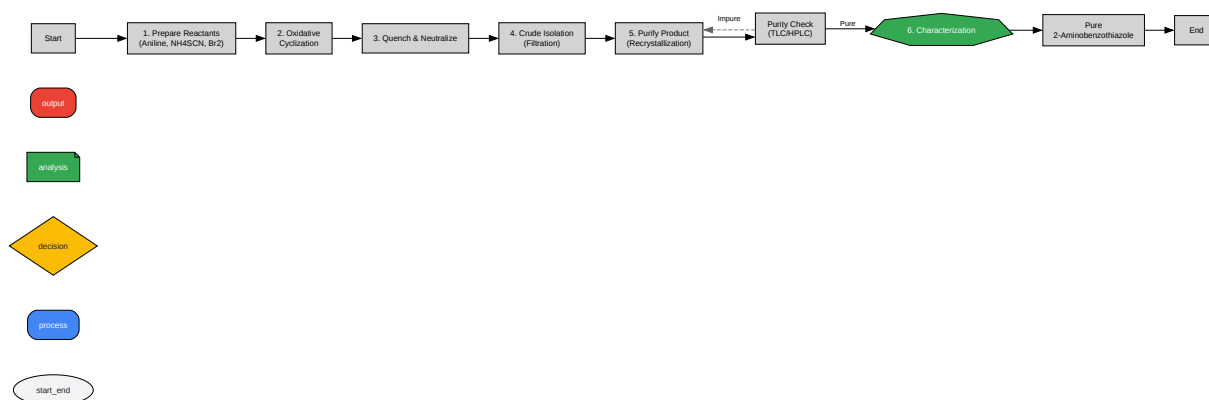 Start
1. Prepare Reactants
(Aniline, NH4SCN, Br2)
2. Oxidative
Cyclization
3. Quench & Neutralize
4. Crude Isolation
(Filtration)
5. Purify Product
(Recrystallization)
Impure
Purity Check
(TLC/HPLC)
Pure
6. Characterization
Pure
2-Aminobenzothiazole
End
output
analysis
decision
process
start_end